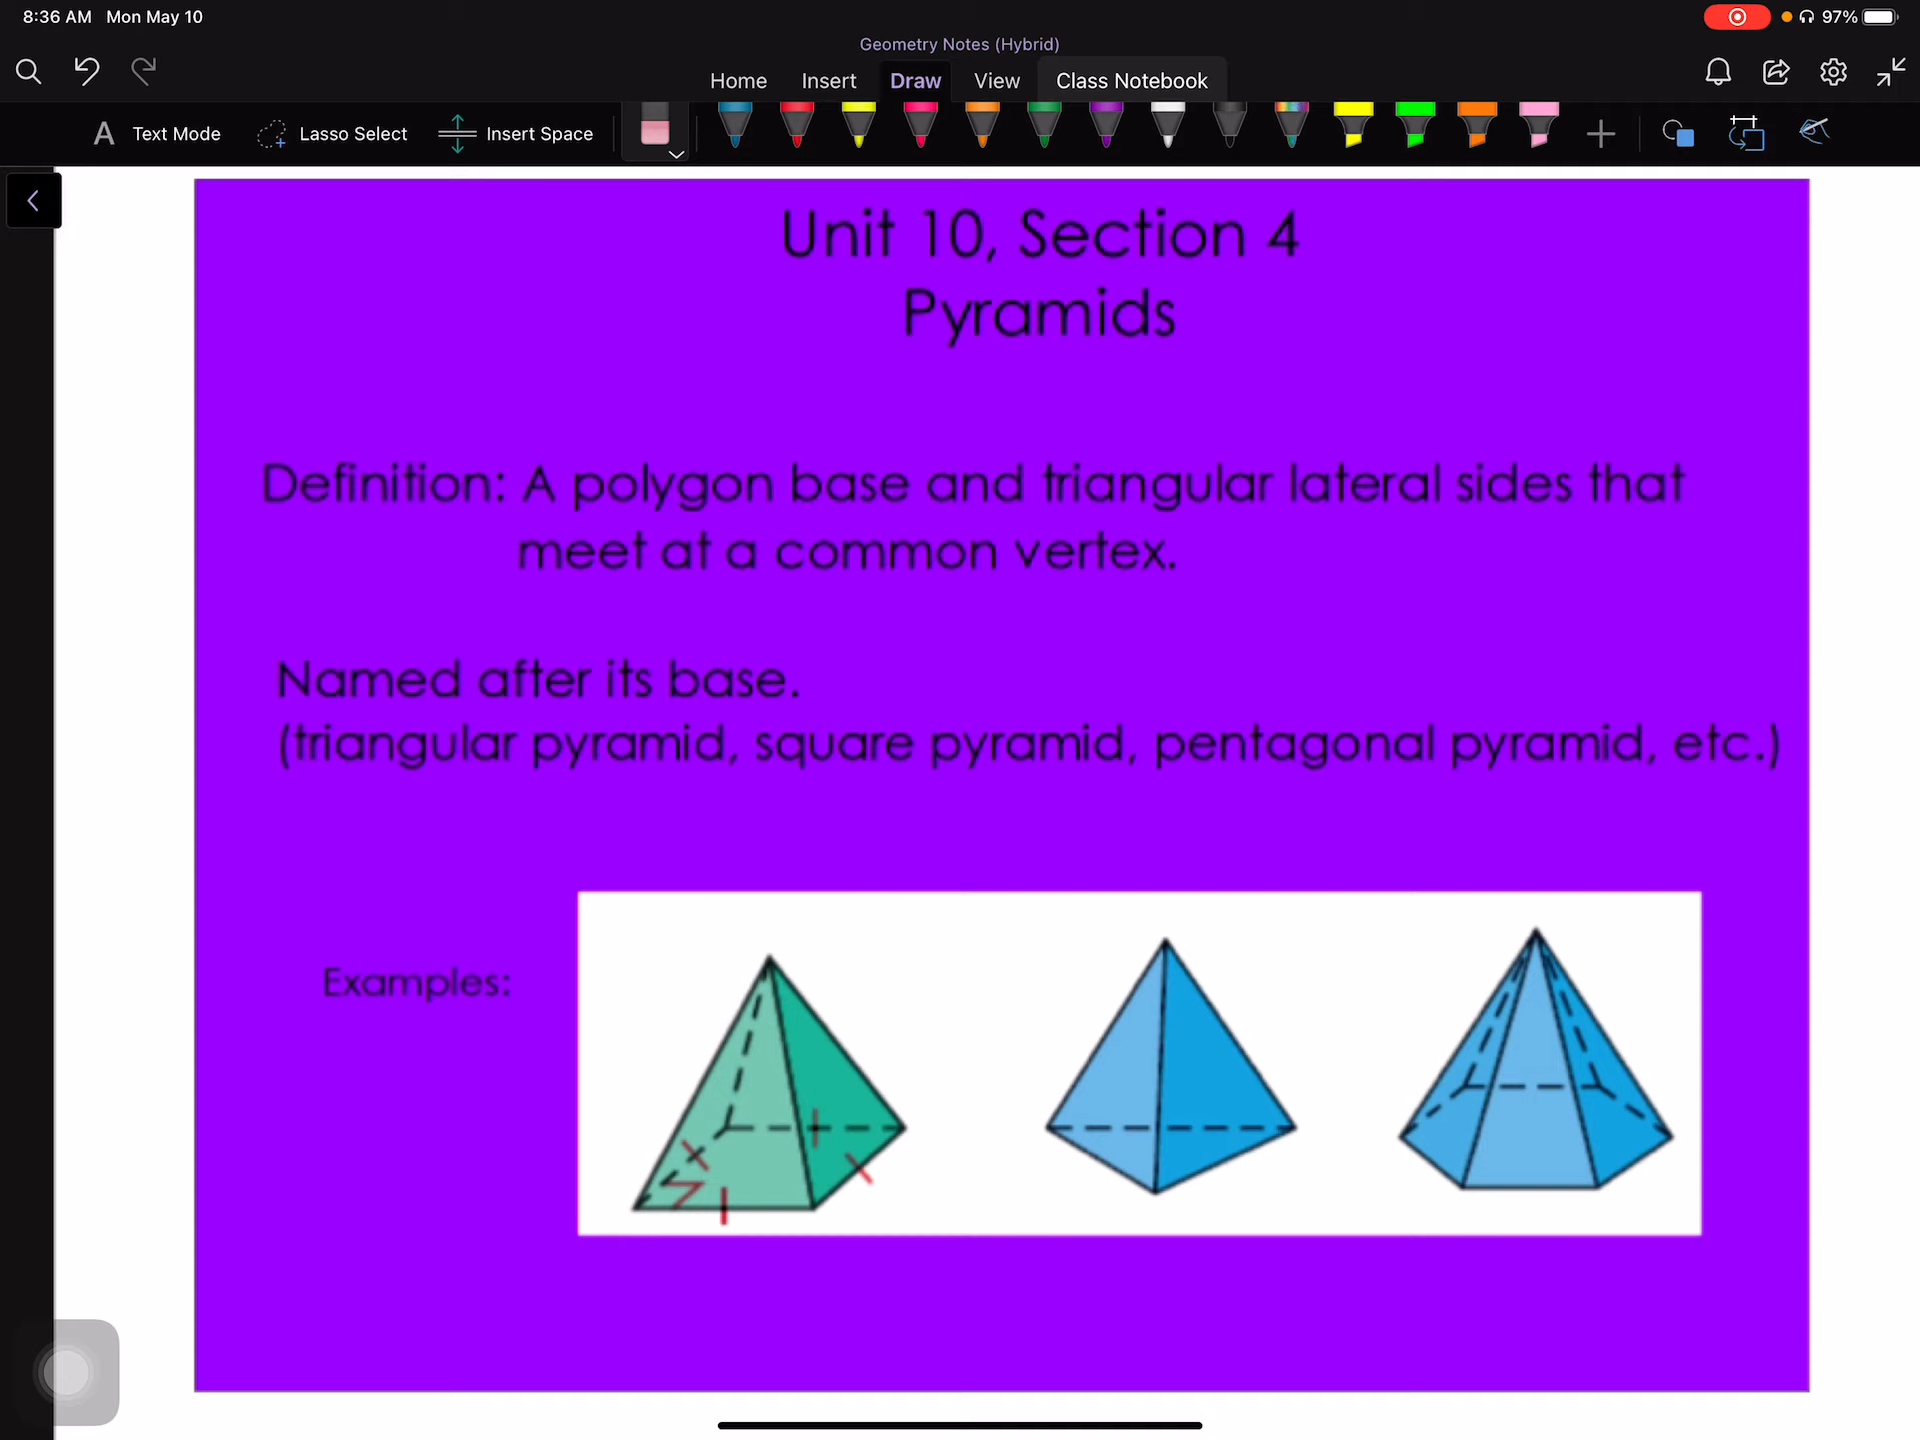 8:36 AM Mon May 10
97%
Geometry Notes (Hybrid)
Home Insert Draw View Class Notebook
A Text Mode Lasso Select Insert Space
Unit 10, Section 4
Pyramids
Definition: A polygon base and triangular lateral sides that
meet at a common vertex.
Named after its base.
(triangular pyramid, square pyramid, pentagonal pyramid, etc.)
Examples: